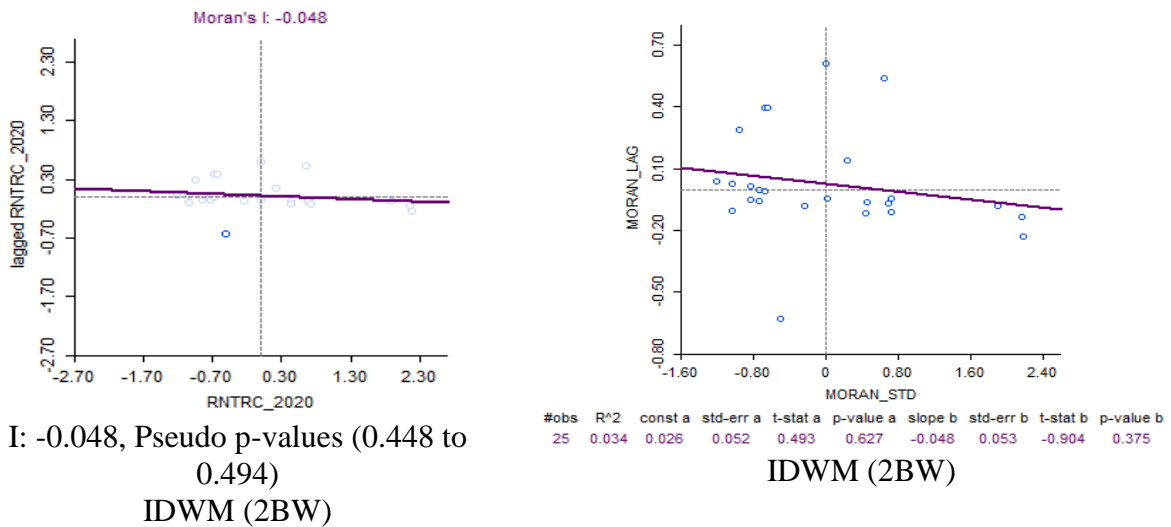 Moran's I: -0.048
2.30
1.30
0.30
-0.70
-1.70
-2.70
lagged RNTRC_2020
-2.70 -1.70 -0.70 0.30 1.30 2.30
RNTRC_2020
I: -0.048, Pseudo p-values (0.448 to
0.494)
IDWM (2BW)
0.70
0.40
0.10
-0.20
-0.50
-0.80
MORAN_LAG
-1.60 -0.80 0 0.80 1.60 2.40
MORAN_STD
#obs R^2 const a std-err a t-stat a p-value a slope b std-err b t-stat b p-value b
25 0.034 0.026 0.052 0.493 0.627 -0.048 0.053 -0.904 0.375
IDWM (2BW)